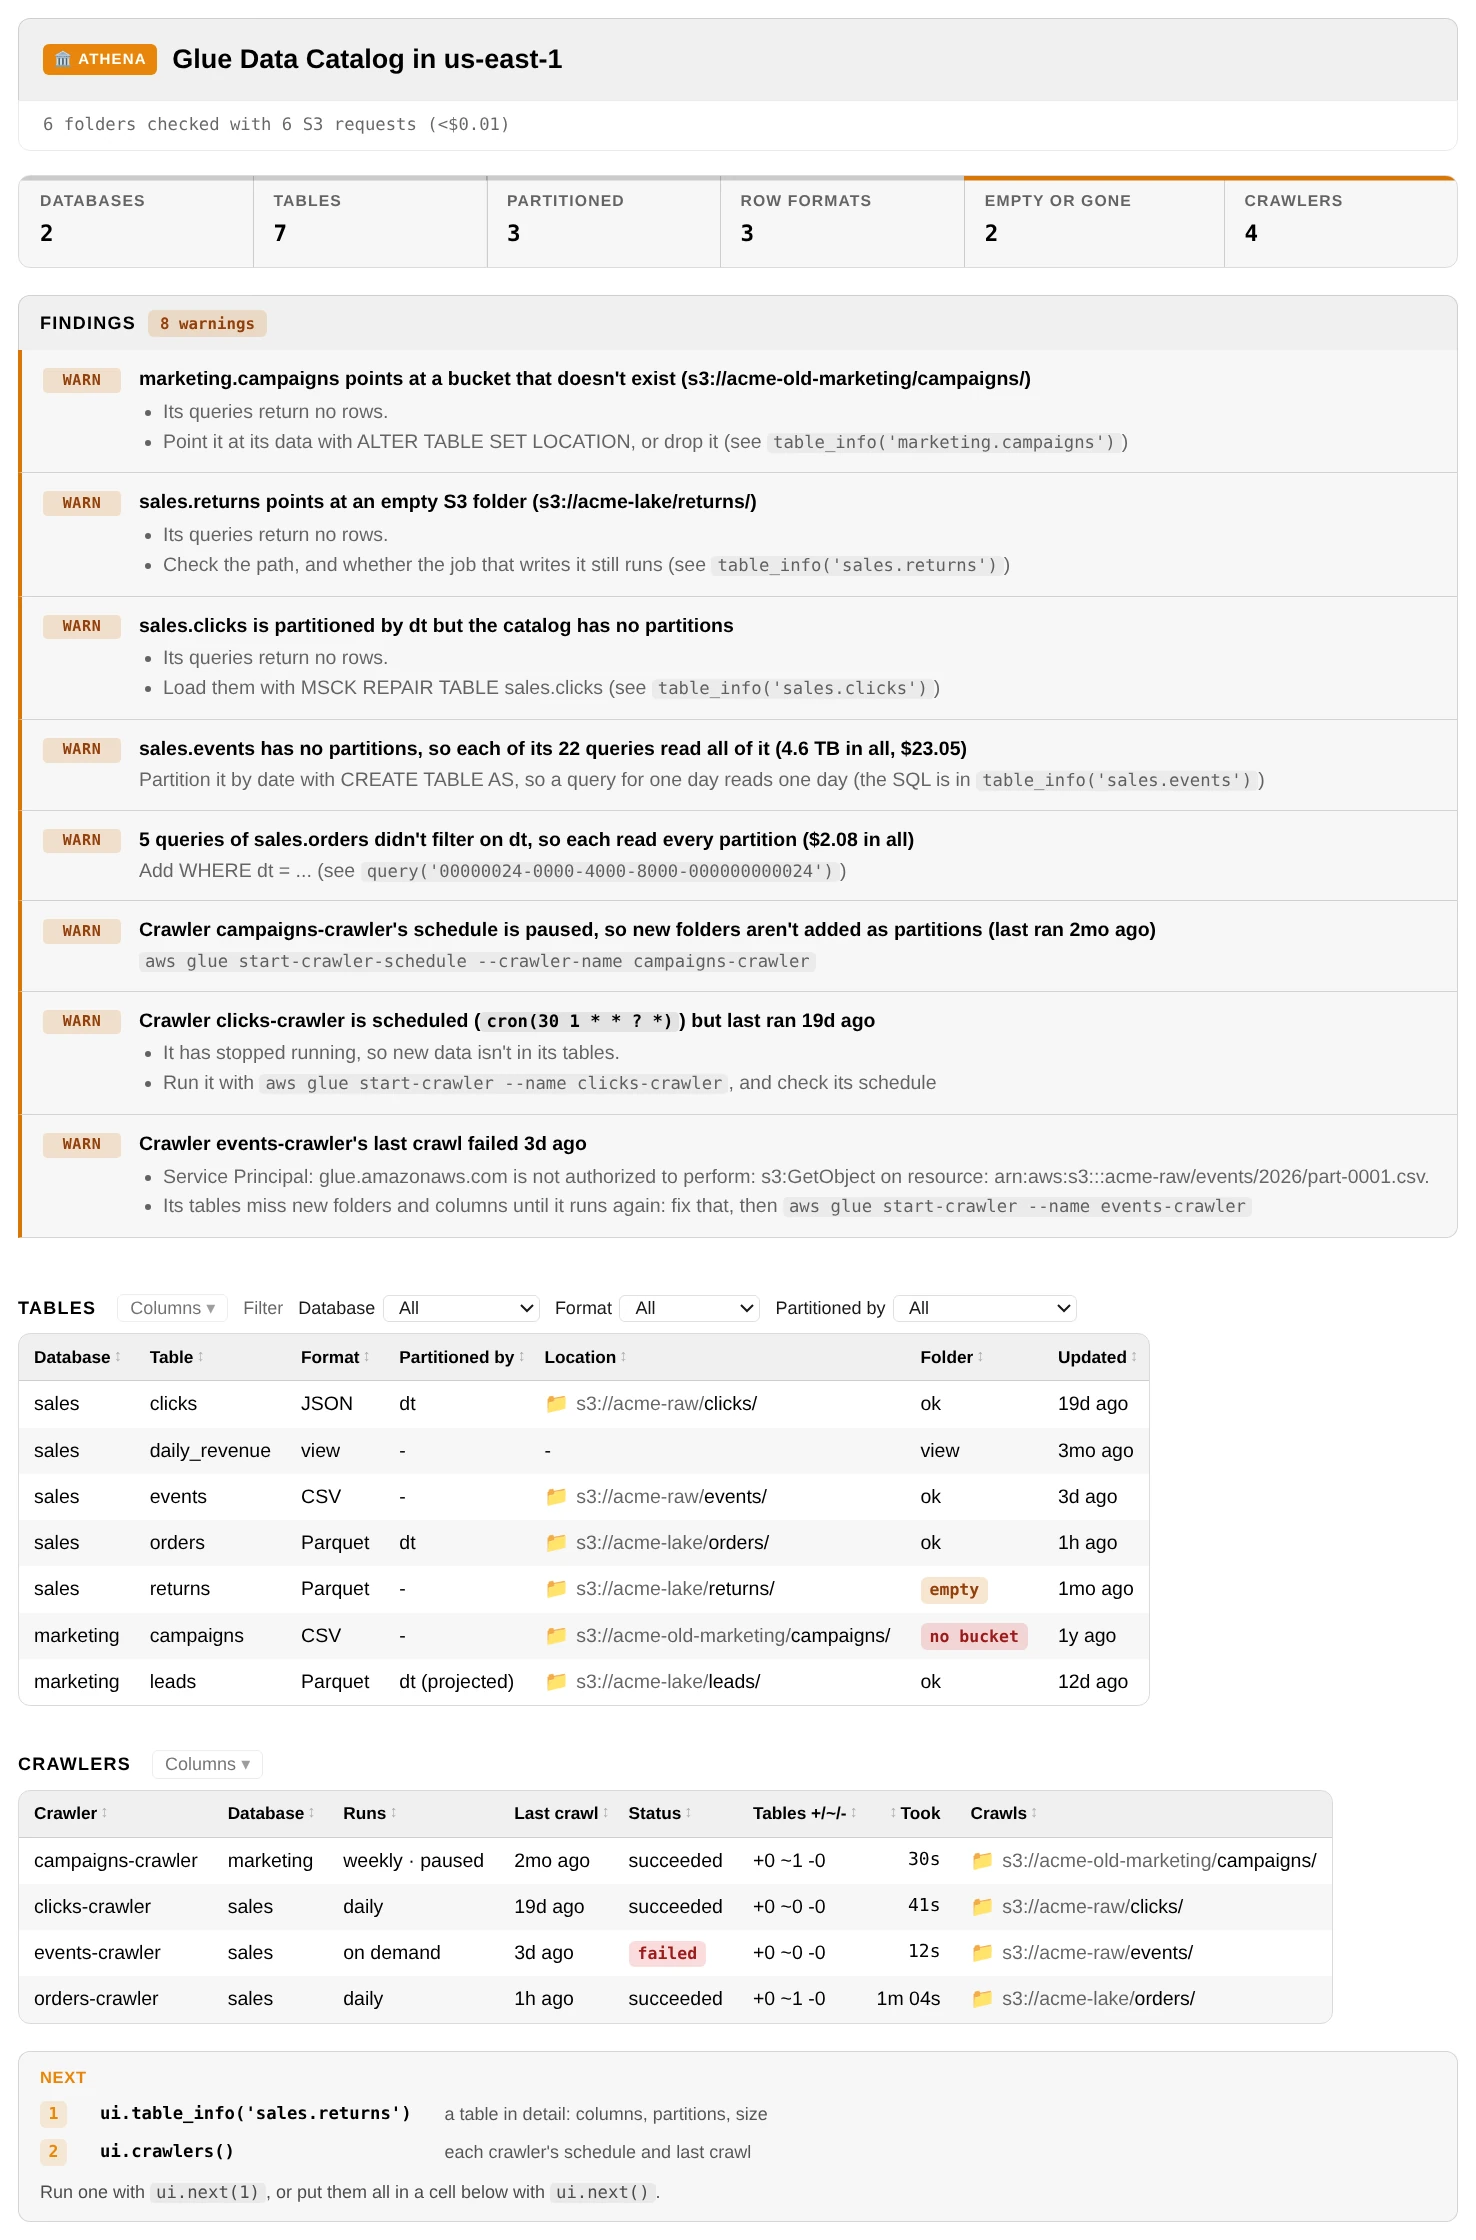 🏛️ ATHENA Glue Data Catalog in us-east-1
6 folders checked with 6 S3 requests (<$0.01)
DATABASES TABLES PARTITIONED ROW FORMATS EMPTY OR GONE CRAWLERS
2 7 3 3 2 4
FINDINGS 8 warnings
WARN marketing.campaigns points at a bucket that doesn't exist (s3://acme-old-marketing/campaigns/)
• Its queries return no rows.
• Point it at its data with ALTER TABLE SET LOCATION, or drop it (see table_info('marketing.campaigns'))
WARN sales.returns points at an empty S3 folder (s3://acme-lake/returns/)
• Its queries return no rows.
• Check the path, and whether the job that writes it still runs (see table_info('sales.returns'))
WARN sales.clicks is partitioned by dt but the catalog has no partitions
• Its queries return no rows.
• Load them with MSCK REPAIR TABLE sales.clicks (see table_info('sales.clicks'))
WARN sales.events has no partitions, so each of its 22 queries read all of it (4.6 TB in all, $23.05)
Partition it by date with CREATE TABLE AS, so a query for one day reads one day (the SQL is in table_info('sales.events'))
WARN 5 queries of sales.orders didn't filter on dt, so each read every partition ($2.08 in all)
Add WHERE dt = ... (see query('00000024-0000-4000-8000-000000000024'))
WARN Crawler campaigns-crawler's schedule is paused, so new folders aren't added as partitions (last ran 2mo ago)
aws glue start-crawler-schedule --crawler-name campaigns-crawler
WARN Crawler clicks-crawler is scheduled (cron(30 1 * * ? *)) but last ran 19d ago
• It has stopped running, so new data isn't in its tables.
• Run it with aws glue start-crawler --name clicks-crawler, and check its schedule
WARN Crawler events-crawler's last crawl failed 3d ago
• Service Principal: glue.amazonaws.com is not authorized to perform: s3:GetObject on resource: arn:aws:s3:::acme-raw/events/2026/part-0001.csv.
• Its tables miss new folders and columns until it runs again: fix that, then aws glue start-crawler --name events-crawler
TABLES Columns ▾ Filter Database All Format All Partitioned by All
Database ↕ Table ↕ Format ↕ Partitioned by ↕ Location ↕ Folder ↕ Updated ↕
sales clicks JSON dt 📁 s3://acme-raw/clicks/ ok 19d ago
sales daily_revenue view - - view 3mo ago
sales events CSV - 📁 s3://acme-raw/events/ ok 3d ago
sales orders Parquet dt 📁 s3://acme-lake/orders/ ok 1h ago
sales returns Parquet - 📁 s3://acme-lake/returns/ empty 1mo ago
marketing campaigns CSV - 📁 s3://acme-old-marketing/campaigns/ no bucket 1y ago
marketing leads Parquet dt (projected) 📁 s3://acme-lake/leads/ ok 12d ago
CRAWLERS Columns ▾
Crawler ↕ Database ↕ Runs ↕ Last crawl ↕ Status ↕ Tables +/~/- ↕ ↕ Took Crawls ↕
campaigns-crawler marketing weekly · paused 2mo ago succeeded +0 ~1 -0 30s 📁 s3://acme-old-marketing/campaigns/
clicks-crawler sales daily 19d ago succeeded +0 ~0 -0 41s 📁 s3://acme-raw/clicks/
events-crawler sales on demand 3d ago failed +0 ~0 -0 12s 📁 s3://acme-raw/events/
orders-crawler sales daily 1h ago succeeded +0 ~1 -0 1m 04s 📁 s3://acme-lake/orders/
NEXT
1 ui.table_info('sales.returns') a table in detail: columns, partitions, size
2 ui.crawlers() each crawler's schedule and last crawl
Run one with ui.next(1), or put them all in a cell below with ui.next().